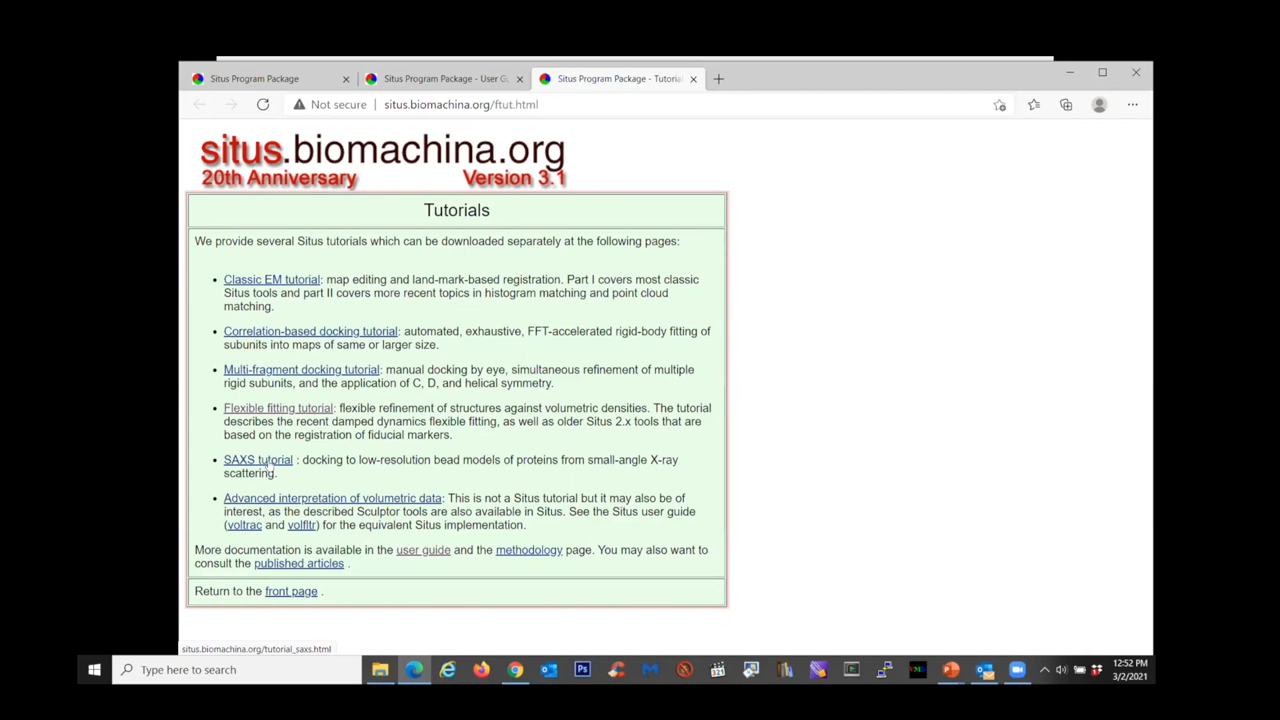 Situs Program Package
Situs Program Package - User G
Situs Program Package - Tutorial
Not secure | situs.biomachina.org/ftut.html
situs.biomachina.org
20th Anniversary Version 3.1
Tutorials
We provide several Situs tutorials which can be downloaded separately at the following pages:
• Classic EM tutorial: map editing and land-mark-based registration. Part I covers most classic
Situs tools and part II covers more recent topics in histogram matching and point cloud
matching.
• Correlation-based docking tutorial: automated, exhaustive, FFT-accelerated rigid-body fitting of
subunits into maps of same or larger size.
• Multi-fragment docking tutorial: manual docking by eye, simultaneous refinement of multiple
rigid subunits, and the application of C, D, and helical symmetry.
• Flexible fitting tutorial: flexible refinement of structures against volumetric densities. The tutorial
describes the recent damped dynamics flexible fitting, as well as older Situs 2.x tools that are
based on the registration of fiducial markers.
• SAXS tutorial : docking to low-resolution bead models of proteins from small-angle X-ray
scattering.
• Advanced interpretation of volumetric data: This is not a Situs tutorial but it may also be of
interest, as the described Sculptor tools are also available in Situs. See the Situs user guide
(voltrac and volfltr) for the equivalent Situs implementation.
More documentation is available in the user guide and the methodology page. You may also want to
consult the published articles .
Return to the front page .
situs.biomachina.org/tutorial_saxs.html
Type here to search
12:52 PM
3/2/2021